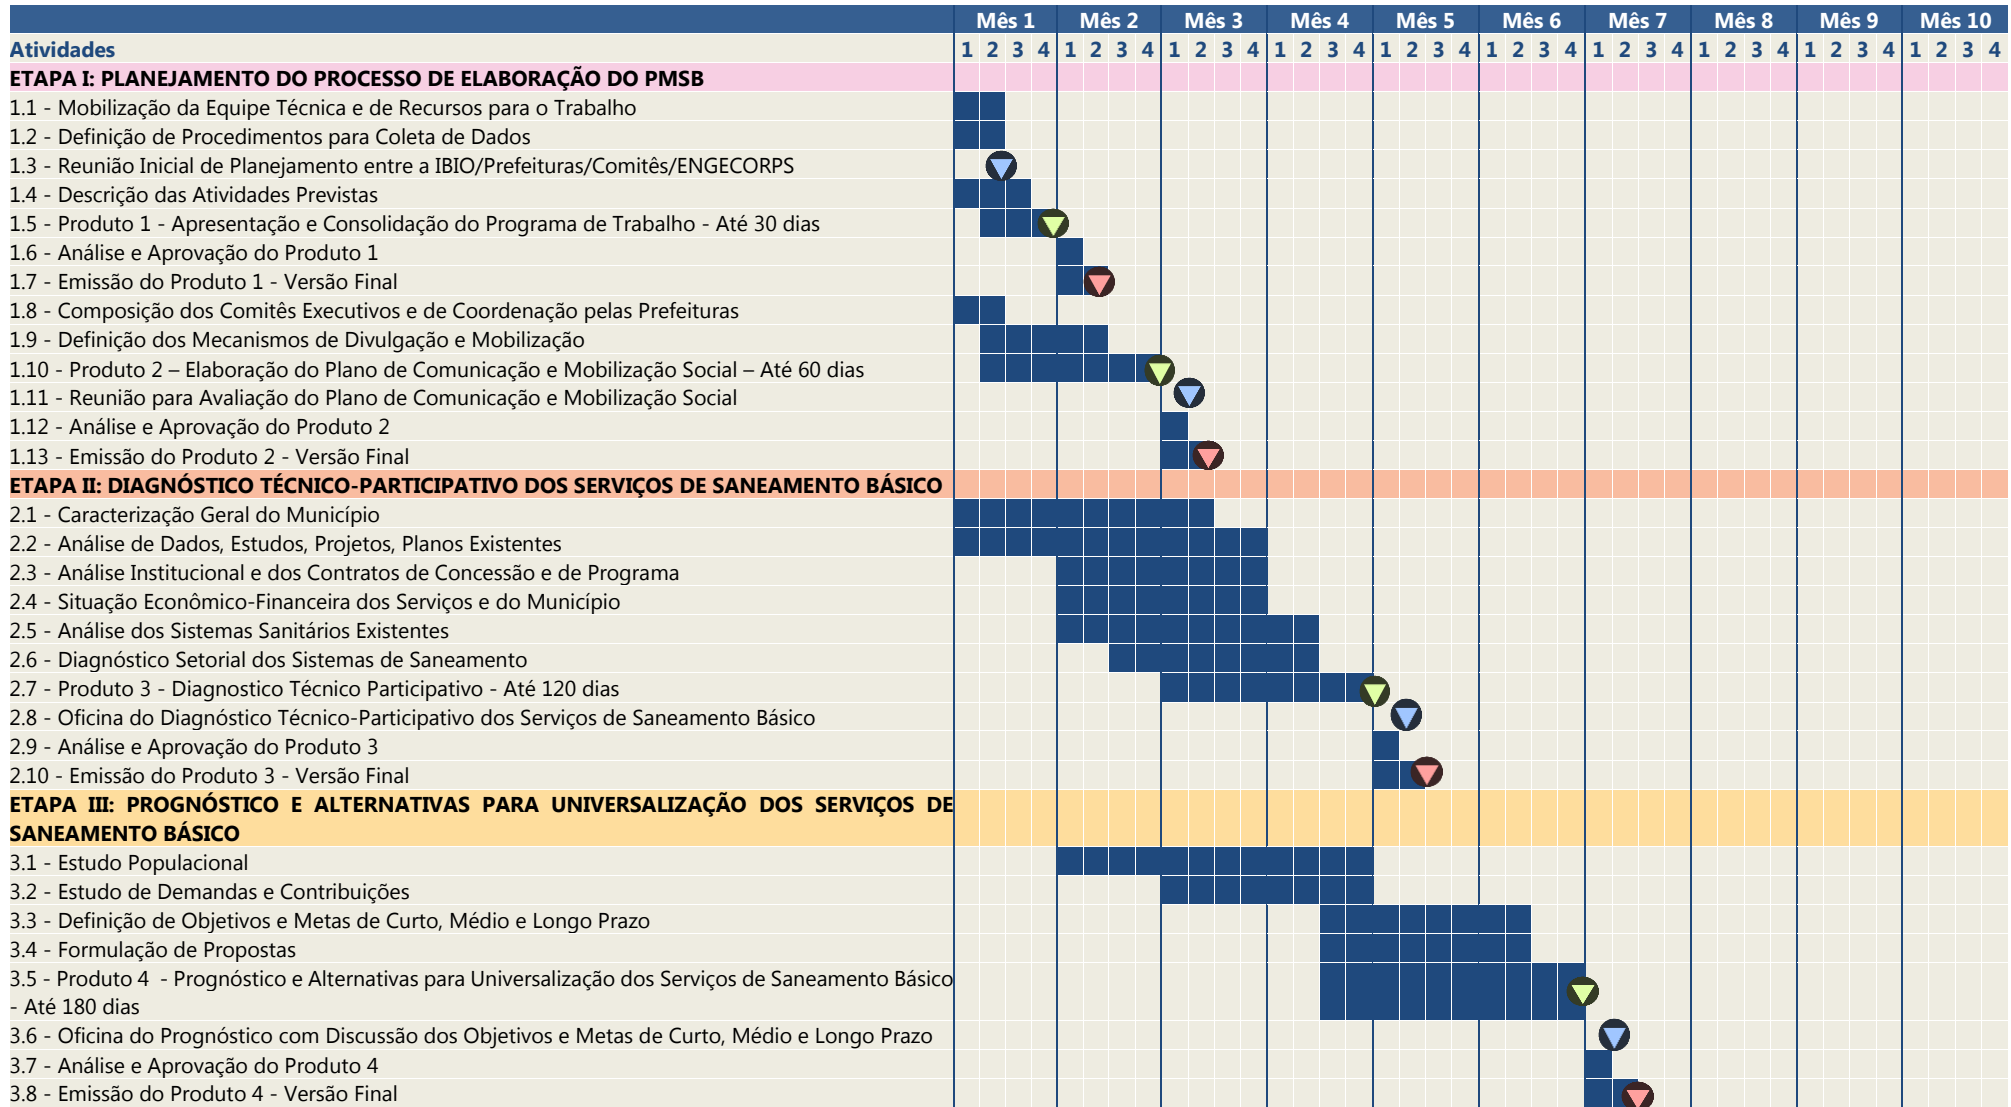 Mês 1 Mês 2 Mês 3 Mês 4 Mês 5 Mês 6 Mês 7 Mês 8 Mês 9 Mês 10
Atividades 1 2 3 4 1 2 3 4 1 2 3 4 1 2 3 4 1 2 3 4 1 2 3 4 1 2 3 4 1 2 3 4 1 2 3 4 1 2 3 4
ETAPA I: PLANEJAMENTO DO PROCESSO DE ELABORAÇÃO DO PMSB
1.1 - Mobilização da Equipe Técnica e de Recursos para o Trabalho
1.2 - Definição de Procedimentos para Coleta de Dados
1.3 - Reunião Inicial de Planejamento entre a IBIO/Prefeituras/Comitês/ENGECORPS
1.4 - Descrição das Atividades Previstas
1.5 - Produto 1 - Apresentação e Consolidação do Programa de Trabalho - Até 30 dias
1.6 - Análise e Aprovação do Produto 1
1.7 - Emissão do Produto 1 - Versão Final
1.8 - Composição dos Comitês Executivos e de Coordenação pelas Prefeituras
1.9 - Definição dos Mecanismos de Divulgação e Mobilização
1.10 - Produto 2 – Elaboração do Plano de Comunicação e Mobilização Social – Até 60 dias
1.11 - Reunião para Avaliação do Plano de Comunicação e Mobilização Social
1.12 - Análise e Aprovação do Produto 2
1.13 - Emissão do Produto 2 - Versão Final
ETAPA II: DIAGNÓSTICO TÉCNICO-PARTICIPATIVO DOS SERVIÇOS DE SANEAMENTO BÁSICO
2.1 - Caracterização Geral do Município
2.2 - Análise de Dados, Estudos, Projetos, Planos Existentes
2.3 - Análise Institucional e dos Contratos de Concessão e de Programa
2.4 - Situação Econômico-Financeira dos Serviços e do Município
2.5 - Análise dos Sistemas Sanitários Existentes
2.6 - Diagnóstico Setorial dos Sistemas de Saneamento
2.7 - Produto 3 - Diagnostico Técnico Participativo - Até 120 dias
2.8 - Oficina do Diagnóstico Técnico-Participativo dos Serviços de Saneamento Básico
2.9 - Análise e Aprovação do Produto 3
2.10 - Emissão do Produto 3 - Versão Final
ETAPA III: PROGNÓSTICO E ALTERNATIVAS PARA UNIVERSALIZAÇÃO DOS SERVIÇOS DE
SANEAMENTO BÁSICO
3.1 - Estudo Populacional
3.2 - Estudo de Demandas e Contribuições
3.3 - Definição de Objetivos e Metas de Curto, Médio e Longo Prazo
3.4 - Formulação de Propostas
3.5 - Produto 4 - Prognóstico e Alternativas para Universalização dos Serviços de Saneamento Básico
- Até 180 dias
3.6 - Oficina do Prognóstico com Discussão dos Objetivos e Metas de Curto, Médio e Longo Prazo
3.7 - Análise e Aprovação do Produto 4
3.8 - Emissão do Produto 4 - Versão Final